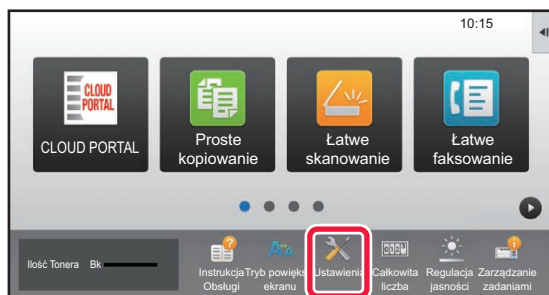 10:15
CLOUD
PORTAL
CLOUD PORTAL
Proste
kopiowanie
Łatwe
skanowanie
Łatwe
faksowanie
Ilość Tonera Bk
Instrukcja
Obsługi
Tryb powięks
ekranu
Ustawienia
Całkowita
liczba
Regulacja
jasności
Zarządzanie
zadaniami